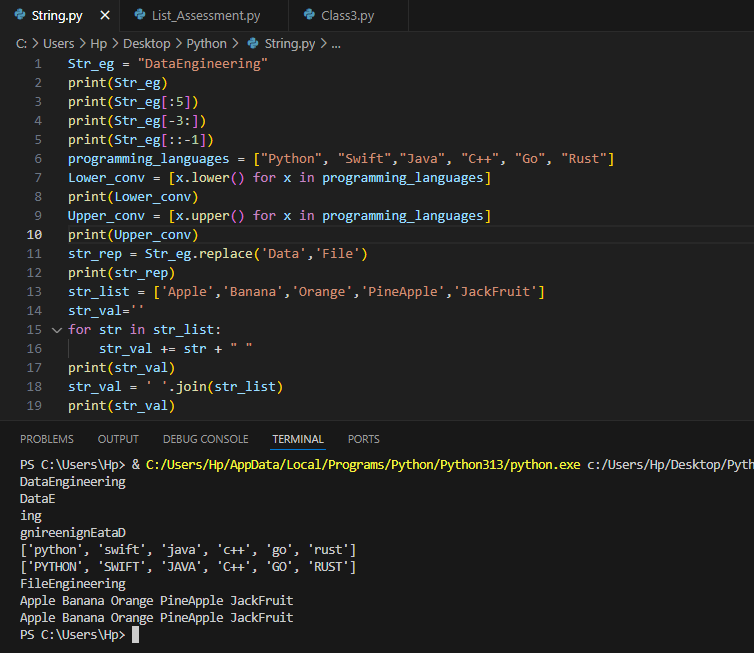 String.py × List_Assessment.py Class3.py
C: > Users > Hp > Desktop > Python > String.py > ...
1 Str_eg = "DataEngineering"
2 print(Str_eg)
3 print(Str_eg[:5])
4 print(Str_eg[-3:])
5 print(Str_eg[::-1])
6 programming_languages = ["Python", "Swift","Java", "C++", "Go", "Rust"]
7 Lower_conv = [x.lower() for x in programming_languages]
8 print(Lower_conv)
9 Upper_conv = [x.upper() for x in programming_languages]
10 print(Upper_conv)
11 str_rep = Str_eg.replace('Data','File')
12 print(str_rep)
13 str_list = ['Apple','Banana','Orange','PineApple','JackFruit']
14 str_val=''
15 for str in str_list:
16     str_val += str + " "
17 print(str_val)
18 str_val = ' '.join(str_list)
19 print(str_val)
PROBLEMS OUTPUT DEBUG CONSOLE TERMINAL PORTS
PS C:\Users\Hp> & C:/Users/Hp/AppData/Local/Programs/Python/Python313/python.exe c:/Users/Hp/Desktop/Pyth
DataEngineering
DataE
ing
gnireenignEataD
['python', 'swift', 'java', 'c++', 'go', 'rust']
['PYTHON', 'SWIFT', 'JAVA', 'C++', 'GO', 'RUST']
FileEngineering
Apple Banana Orange PineApple JackFruit
Apple Banana Orange PineApple JackFruit
PS C:\Users\Hp>